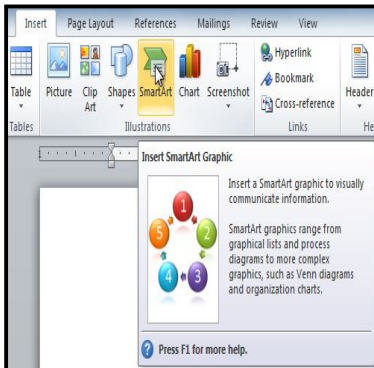 Insert Page Layout References Mailings Review View
Table
Picture
Clip Art
Shapes
SmartArt
Chart
Screenshot
Hyperlink
Bookmark
Cross-reference
Header
Tables
Illustrations
Links
He
Insert SmartArt Graphic
1
2
3
4
5
Insert a SmartArt graphic to visually
communicate information.
SmartArt graphics range from
graphical lists and process
diagrams to more complex
graphics, such as Venn diagrams
and organization charts.
Press F1 for more help.